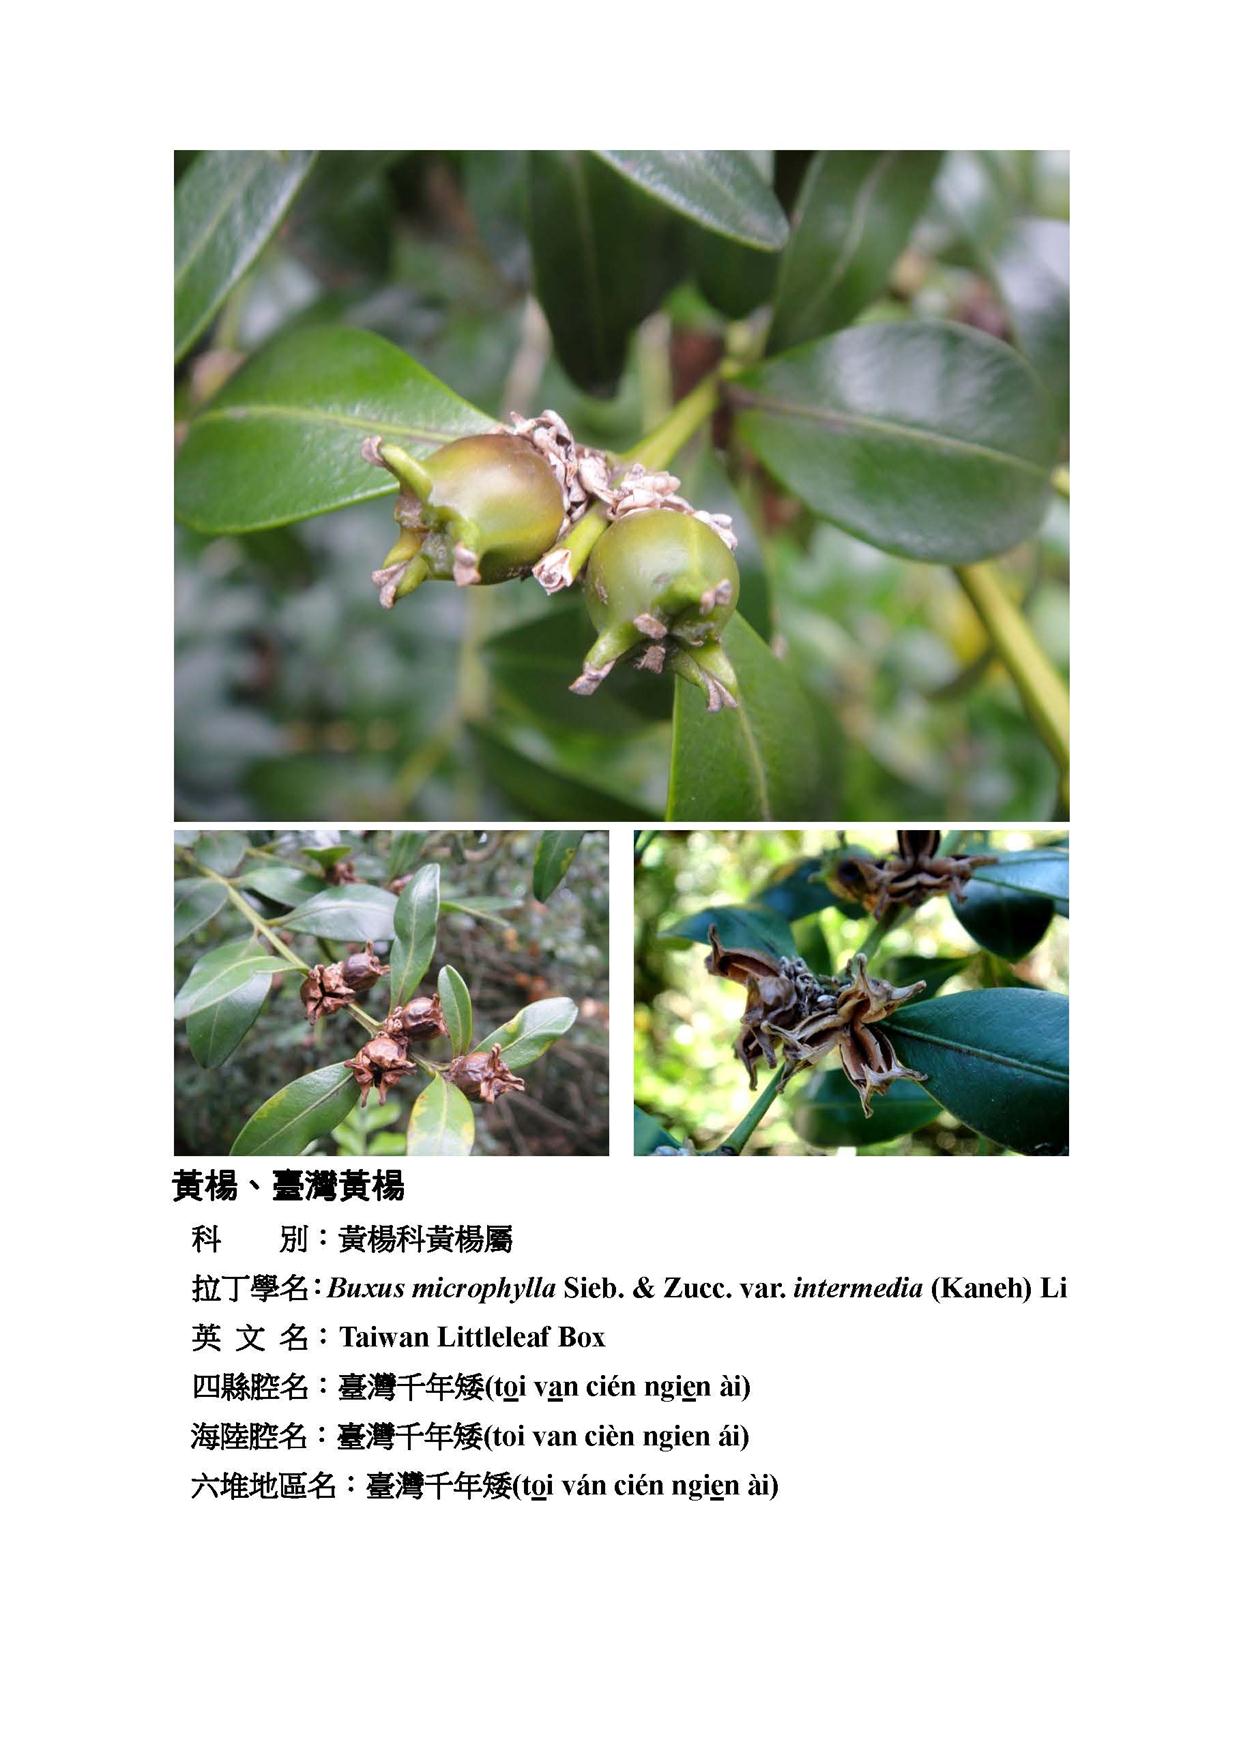 黃楊、臺灣黃楊
科　　別：黃楊科黃楊屬
拉丁學名：Buxus microphylla Sieb. & Zucc. var. intermedia (Kaneh) Li
英 文 名：Taiwan Littleleaf Box
四縣腔名：臺灣千年矮(to̲i va̲n cién ngie̲n ài)
海陸腔名：臺灣千年矮(toi van cièn ngien ái)
六堆地區名：臺灣千年矮(to̲i ván cién ngie̲n ài)